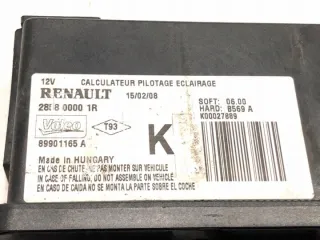 12V CALCULATEUR PILOTAGE ECLAIRAGE
RENAULT 15/02/08 SOFT: 06.00
0000 1R HARD: B569 A
K00027889
Valeo T93 K
89901165 A
Made in HUNGARY
EN CAS DE CHUTE, NE PAS MONTER SUR VEHICULE
IN CASE OF FALLING, DO NOT ASSEMBLE ON VEHICLE
EN CASO DE CAIDA NO SE MONTA LA PARTE SOBRE EL COCHE